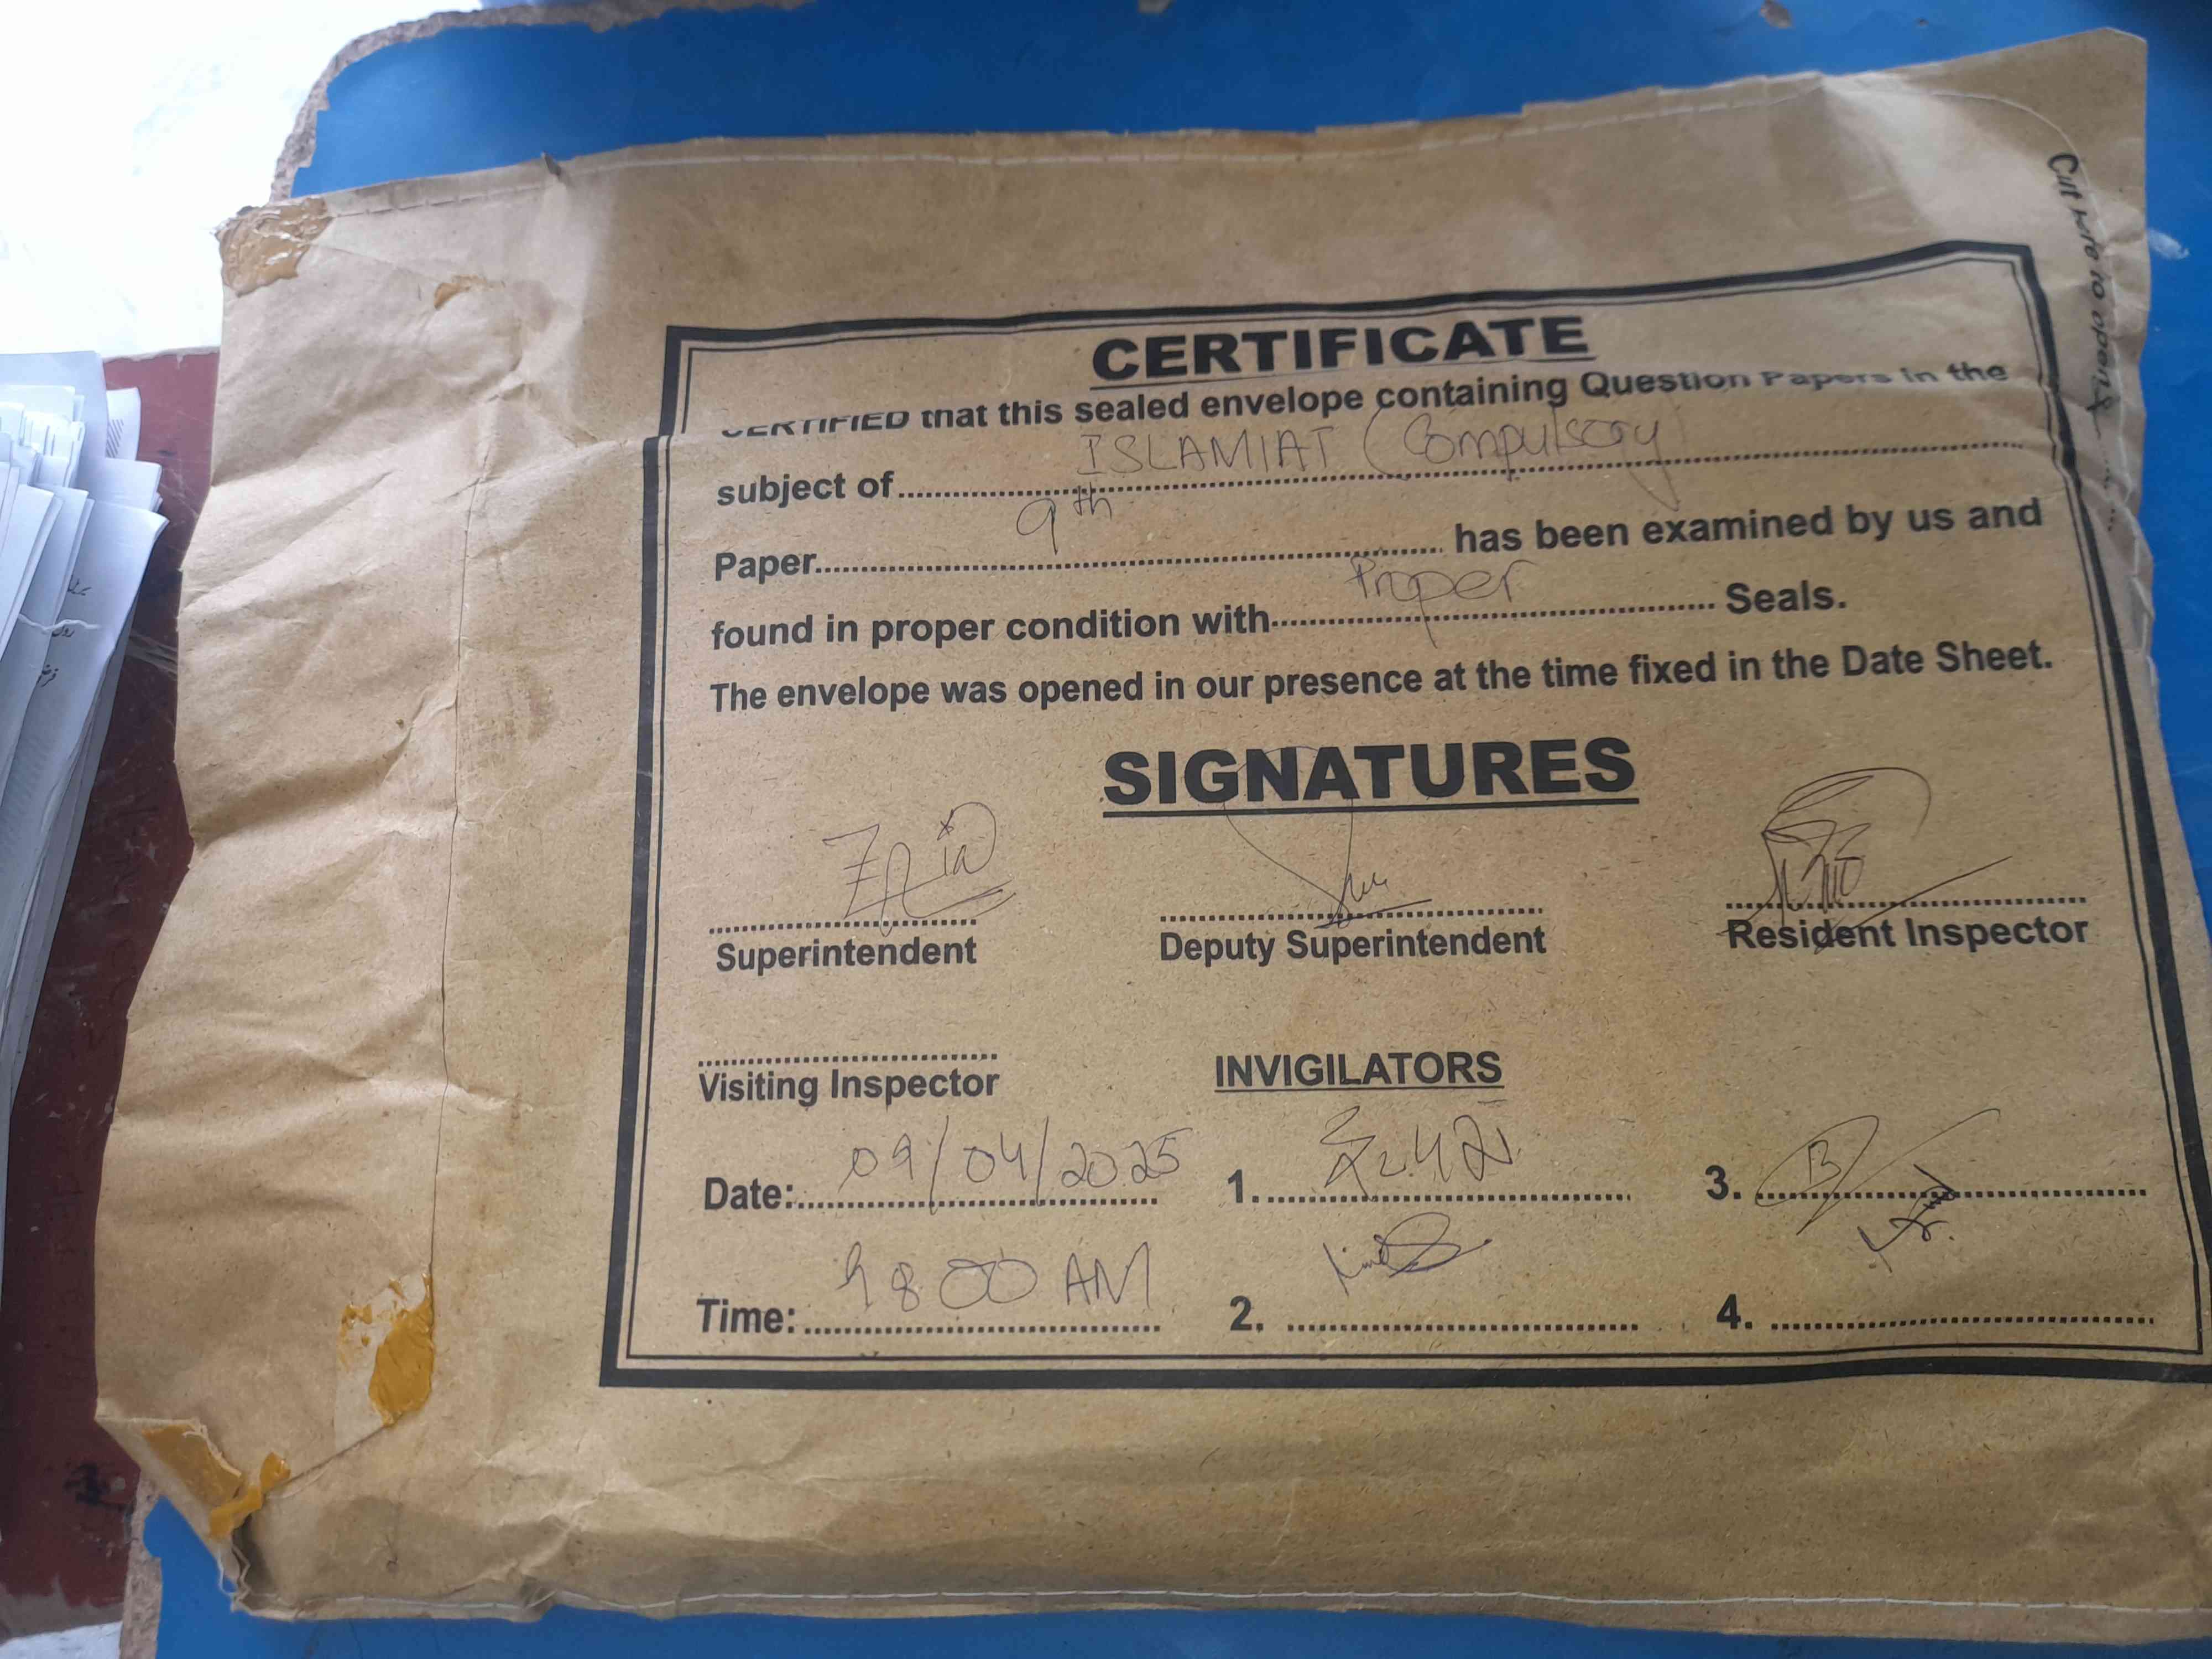 Cut here to open
CERTIFICATE
CERTIFIED that this sealed envelope containing Question Papers in the
subject of ISLAMIAT (Compulsory)
Paper 9th has been examined by us and
found in proper condition with Proper Seals.
The envelope was opened in our presence at the time fixed in the Date Sheet.
SIGNATURES
Superintendent Deputy Superintendent Resident Inspector
Visiting Inspector INVIGILATORS
Date: 09/04/2025 1. 3.
Time: 8:00 AM 2. 4.